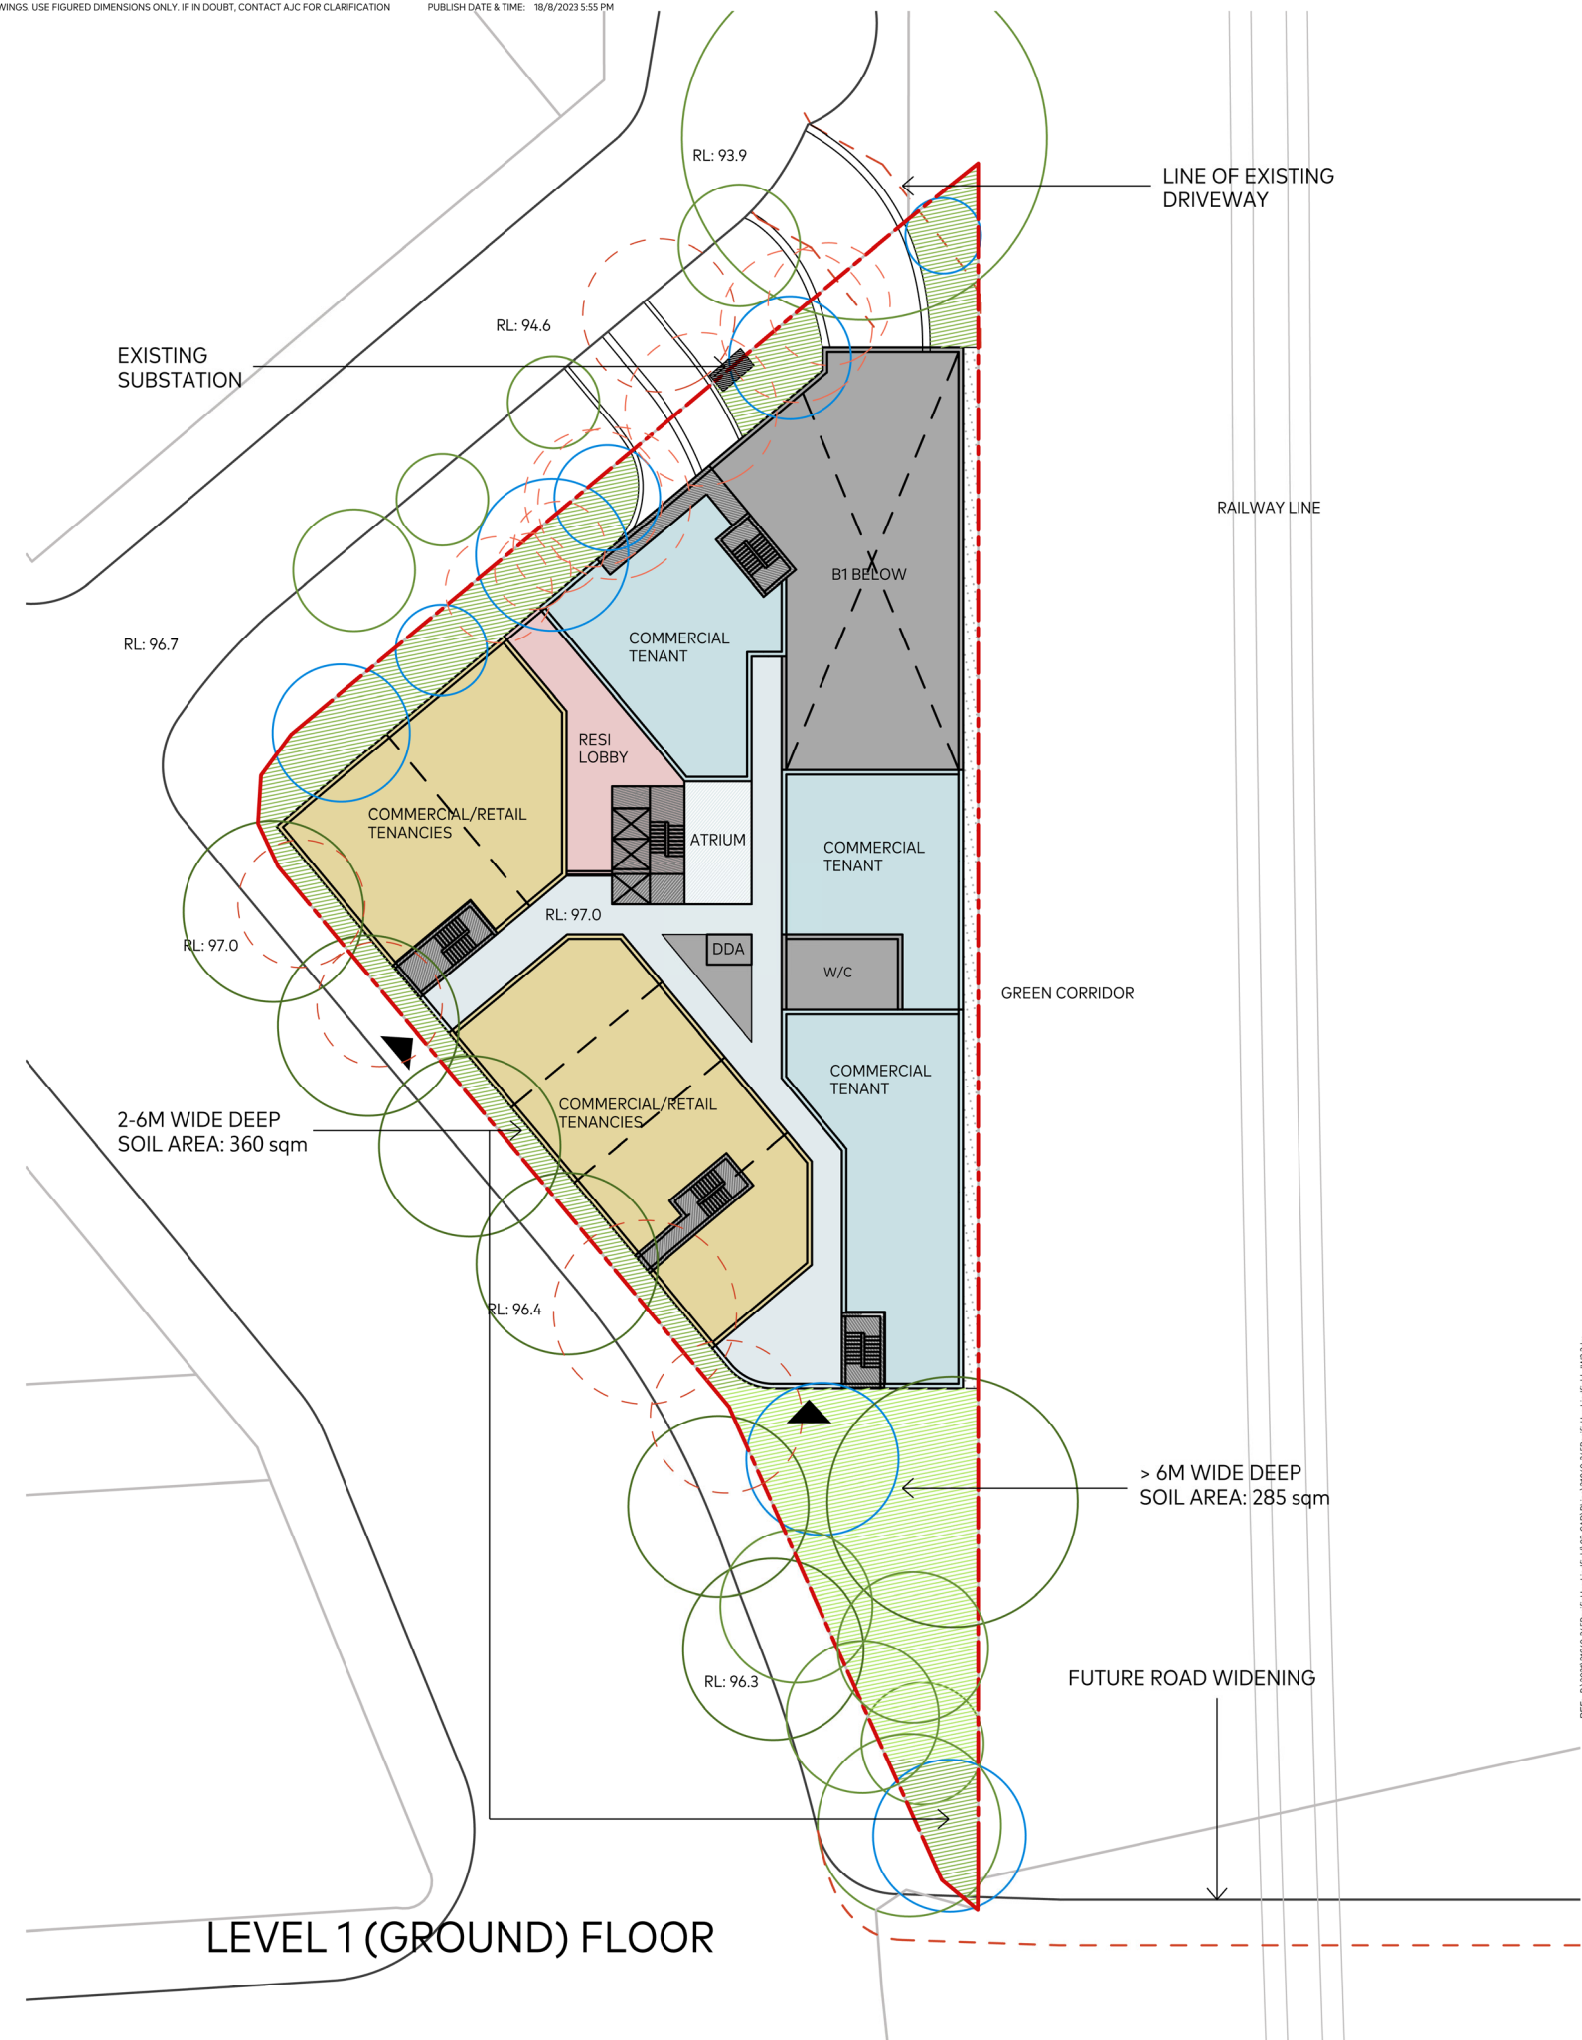 WINGS. USE FIGURED DIMENSIONS ONLY. IF IN DOUBT, CONTACT AJC FOR CLARIFICATION
PUBLISH DATE & TIME: 18/8/2023 5:55 PM
RL: 93.9
LINE OF EXISTING
DRIVEWAY
RL: 94.6
EXISTING
SUBSTATION
RAILWAY LINE
B1 BELOW
RL: 96.7
COMMERCIAL
TENANT
RESI
LOBBY
COMMERCIAL/RETAIL
TENANCIES
ATRIUM
COMMERCIAL
TENANT
RL: 97.0
RL: 97.0
DDA
W/C
GREEN CORRIDOR
COMMERCIAL
TENANT
COMMERCIAL/RETAIL
TENANCIES
2-6M WIDE DEEP
SOIL AREA: 360 sqm
RL: 96.4
> 6M WIDE DEEP
SOIL AREA: 285 sqm
RL: 96.3
FUTURE ROAD WIDENING
LEVEL 1 (GROUND) FLOOR